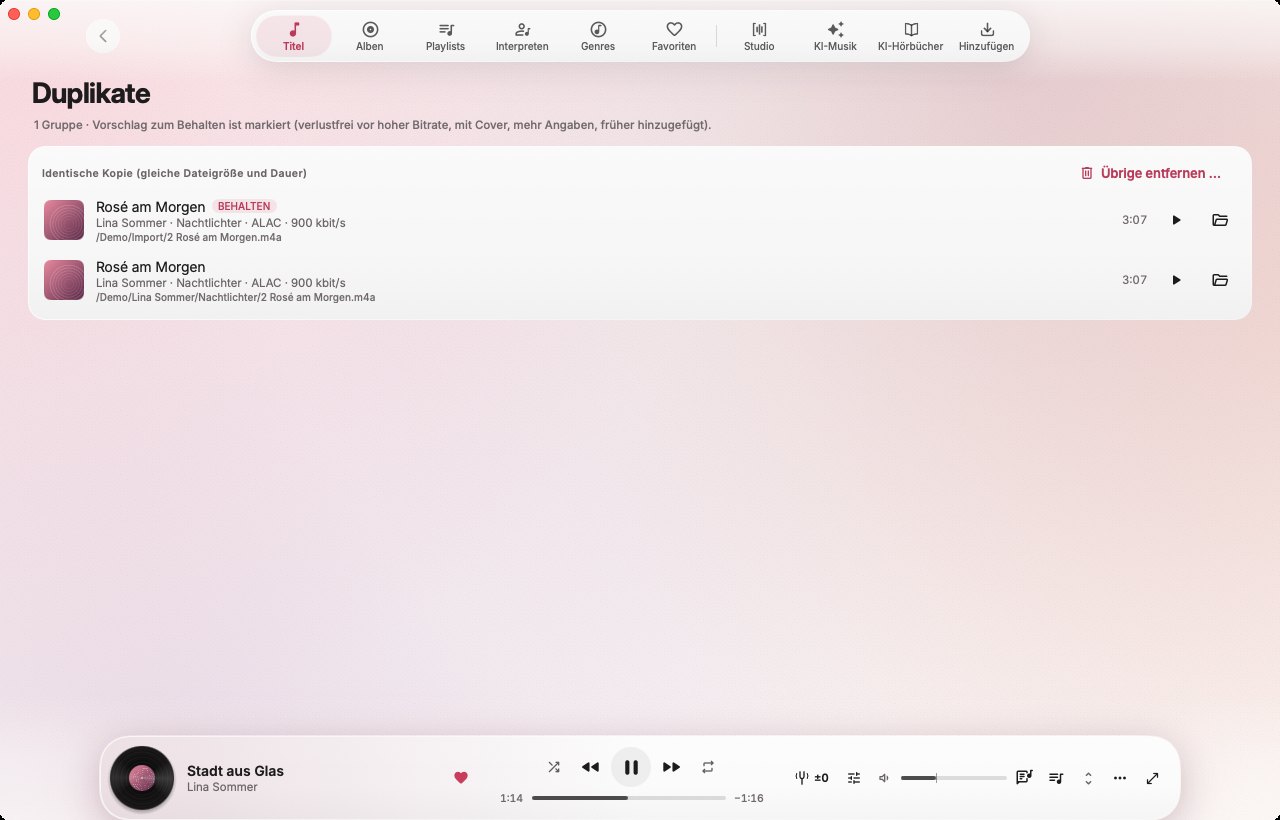 Titel
Alben
Playlists
Interpreten
Genres
Favoriten
Studio
KI-Musik
KI-Hörbücher
Hinzufügen
Duplikate
1 Gruppe · Vorschlag zum Behalten ist markiert (verlustfrei vor hoher Bitrate, mit Cover, mehr Angaben, früher hinzugefügt).
Identische Kopie (gleiche Dateigröße und Dauer)
Übrige entfernen ...
Rosé am Morgen BEHALTEN
Lina Sommer · Nachtlichter · ALAC · 900 kbit/s
/Demo/Import/2 Rosé am Morgen.m4a
3:07
Rosé am Morgen
Lina Sommer · Nachtlichter · ALAC · 900 kbit/s
/Demo/Lina Sommer/Nachtlichter/2 Rosé am Morgen.m4a
3:07
Stadt aus Glas
Lina Sommer
1:14
−1:16
±0